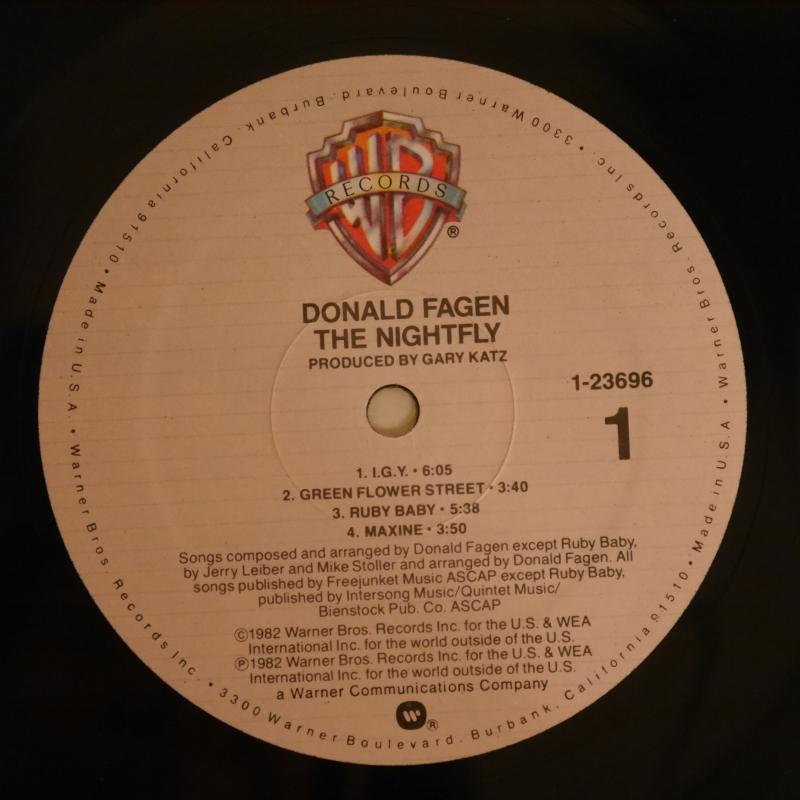 WB
RECORDS
®
DONALD FAGEN
THE NIGHTFLY
PRODUCED BY GARY KATZ
1-23696
1
1. I.G.Y. • 6:05
2. GREEN FLOWER STREET • 3:40
3. RUBY BABY • 5:38
4. MAXINE • 3:50
Songs composed and arranged by Donald Fagen except Ruby Baby,
by Jerry Leiber and Mike Stoller and arranged by Donald Fagen. All
songs published by Freejunket Music ASCAP except Ruby Baby,
published by Intersong Music/Quintet Music/
Bienstock Pub. Co. ASCAP
©1982 Warner Bros. Records Inc. for the U.S. & WEA
International Inc. for the world outside of the U.S.
℗1982 Warner Bros. Records Inc. for the U.S. & WEA
International Inc. for the world outside of the U.S.
a Warner Communications Company
®
Warner Bros. Records Inc. • 3300 Warner Boulevard. Burbank. California 91510 • Made in U.S.A. • Warner Bros. Records Inc. • 3300 Warner Boulevard. Burbank. California 91510 • Made in U.S.A. •